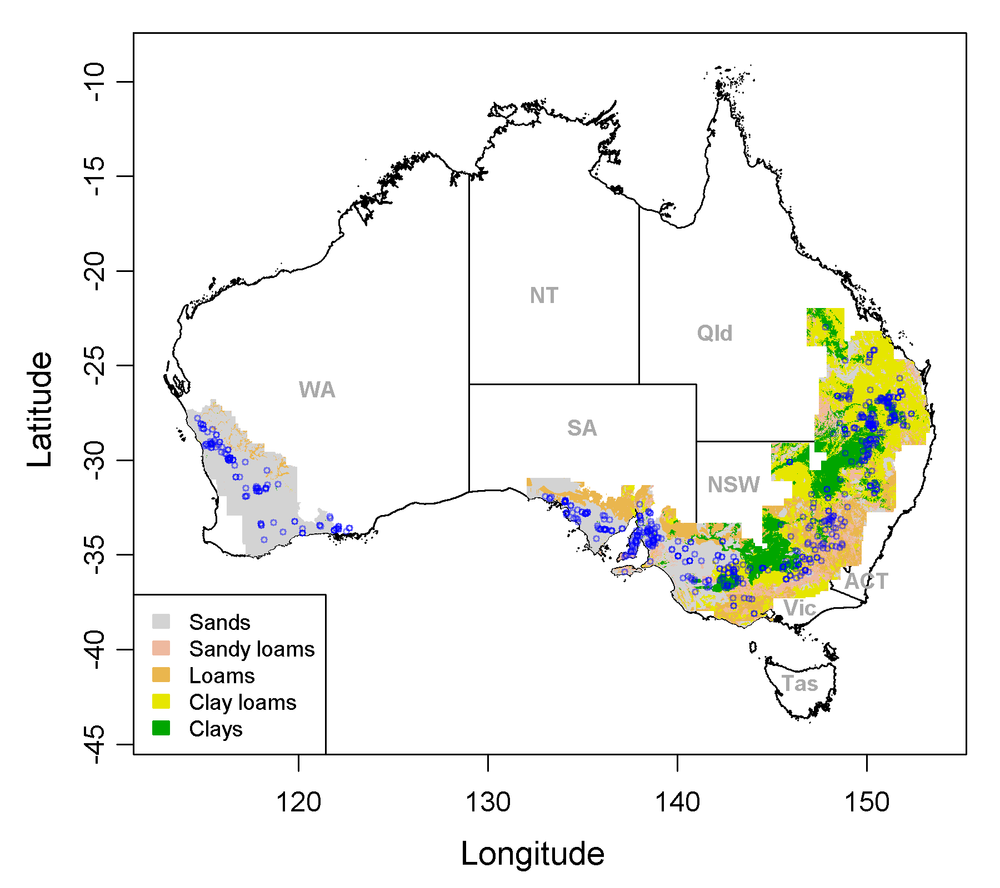 Latitude
-10
-15
-20
-25
-30
-35
-40
-45
NT
Qld
WA
SA
NSW
ACT
Vic
Tas
Sands
Sandy loams
Loams
Clay loams
Clays
120
130
140
150
Longitude